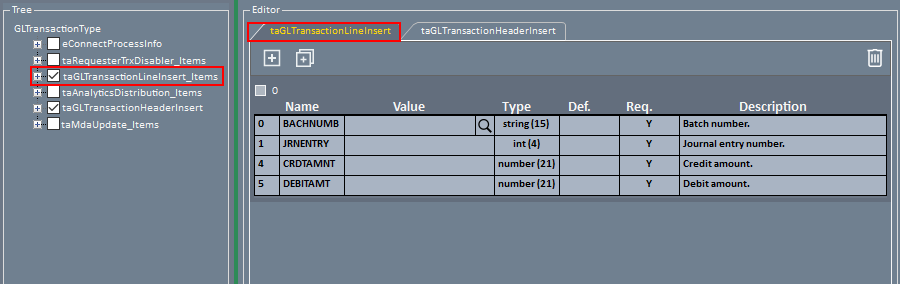 Tree
GLTransactionType
eConnectProcessInfo
taRequesterTrxDisabler_Items
taGLTransactionLineInsert_Items
taAnalyticsDistribution_Items
taGLTransactionHeaderInsert
taMdaUpdate_Items
Editor
taGLTransactionLineInsert taGLTransactionHeaderInsert
0
Name Value Type Def. Req. Description
0 BACHNUMB string (15) Y Batch number.
1 JRNENTRY int (4) Y Journal entry number.
4 CRDTAMNT number (21) Y Credit amount.
5 DEBITAMT number (21) Y Debit amount.